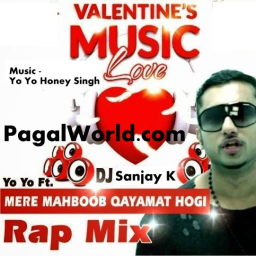 VALENTINE'S
MUSIC
Love
Music -
Yo Yo Honey Singh
PagalWorld.com
DJ Sanjay K
Yo Yo Ft.
MERE MAHBOOB QAYAMAT HOGI
Rap Mix